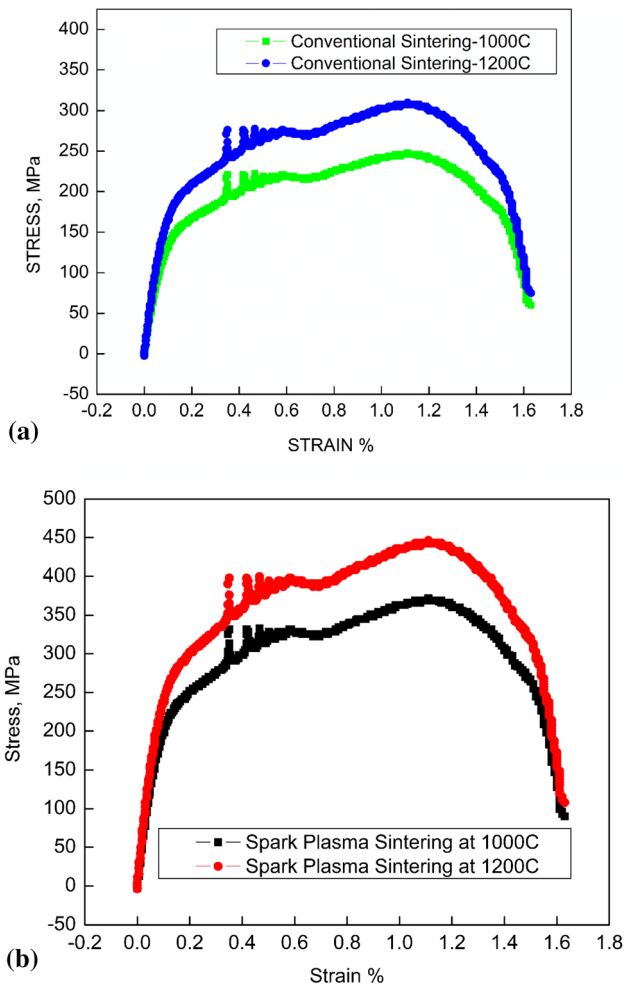 400
350
300
250
200
150
100
50
0
-50
STRESS, MPa
Conventional Sintering-1000C
Conventional Sintering-1200C
-0.2 0.0 0.2 0.4 0.6 0.8 1.0 1.2 1.4 1.6 1.8
STRAIN %
(a)
500
450
400
350
300
250
200
150
100
50
0
-50
Stress, MPa
Spark Plasma Sintering at 1000C
Spark Plasma Sintering at 1200C
-0.2 0.0 0.2 0.4 0.6 0.8 1.0 1.2 1.4 1.6 1.8
Strain %
(b)